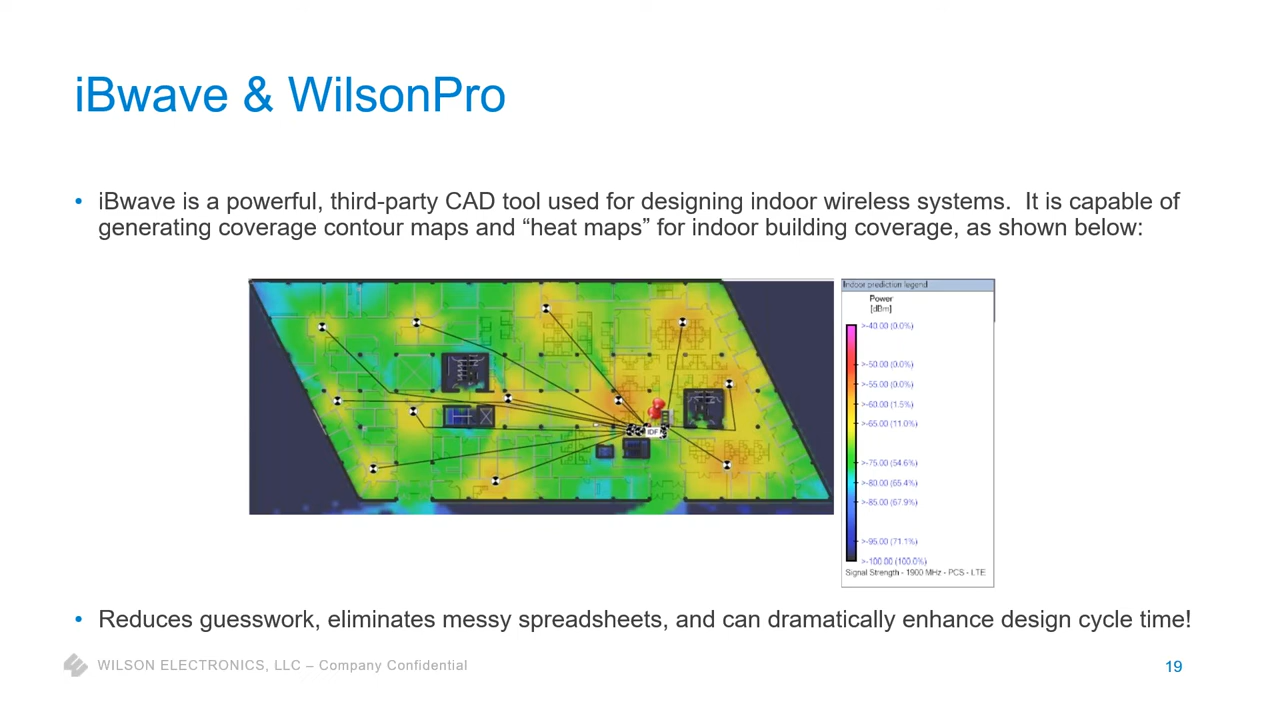 iBwave & WilsonPro
• iBwave is a powerful, third-party CAD tool used for designing indoor wireless systems.  It is capable of
generating coverage contour maps and “heat maps” for indoor building coverage, as shown below:
Indoor prediction legend
Power
[dBm]
>-40.00 (0.0%)
>-50.00 (0.0%)
>-55.00 (0.0%)
>-60.00 (1.5%)
>-65.00 (11.0%)
>-75.00 (54.6%)
>-80.00 (65.4%)
>-85.00 (67.9%)
>-95.00 (71.1%)
>-100.00 (100.0%)
Signal Strength - 1900 MHz - PCS - LTE
IDF
• Reduces guesswork, eliminates messy spreadsheets, and can dramatically enhance design cycle time!
WILSON ELECTRONICS, LLC – Company Confidential
19